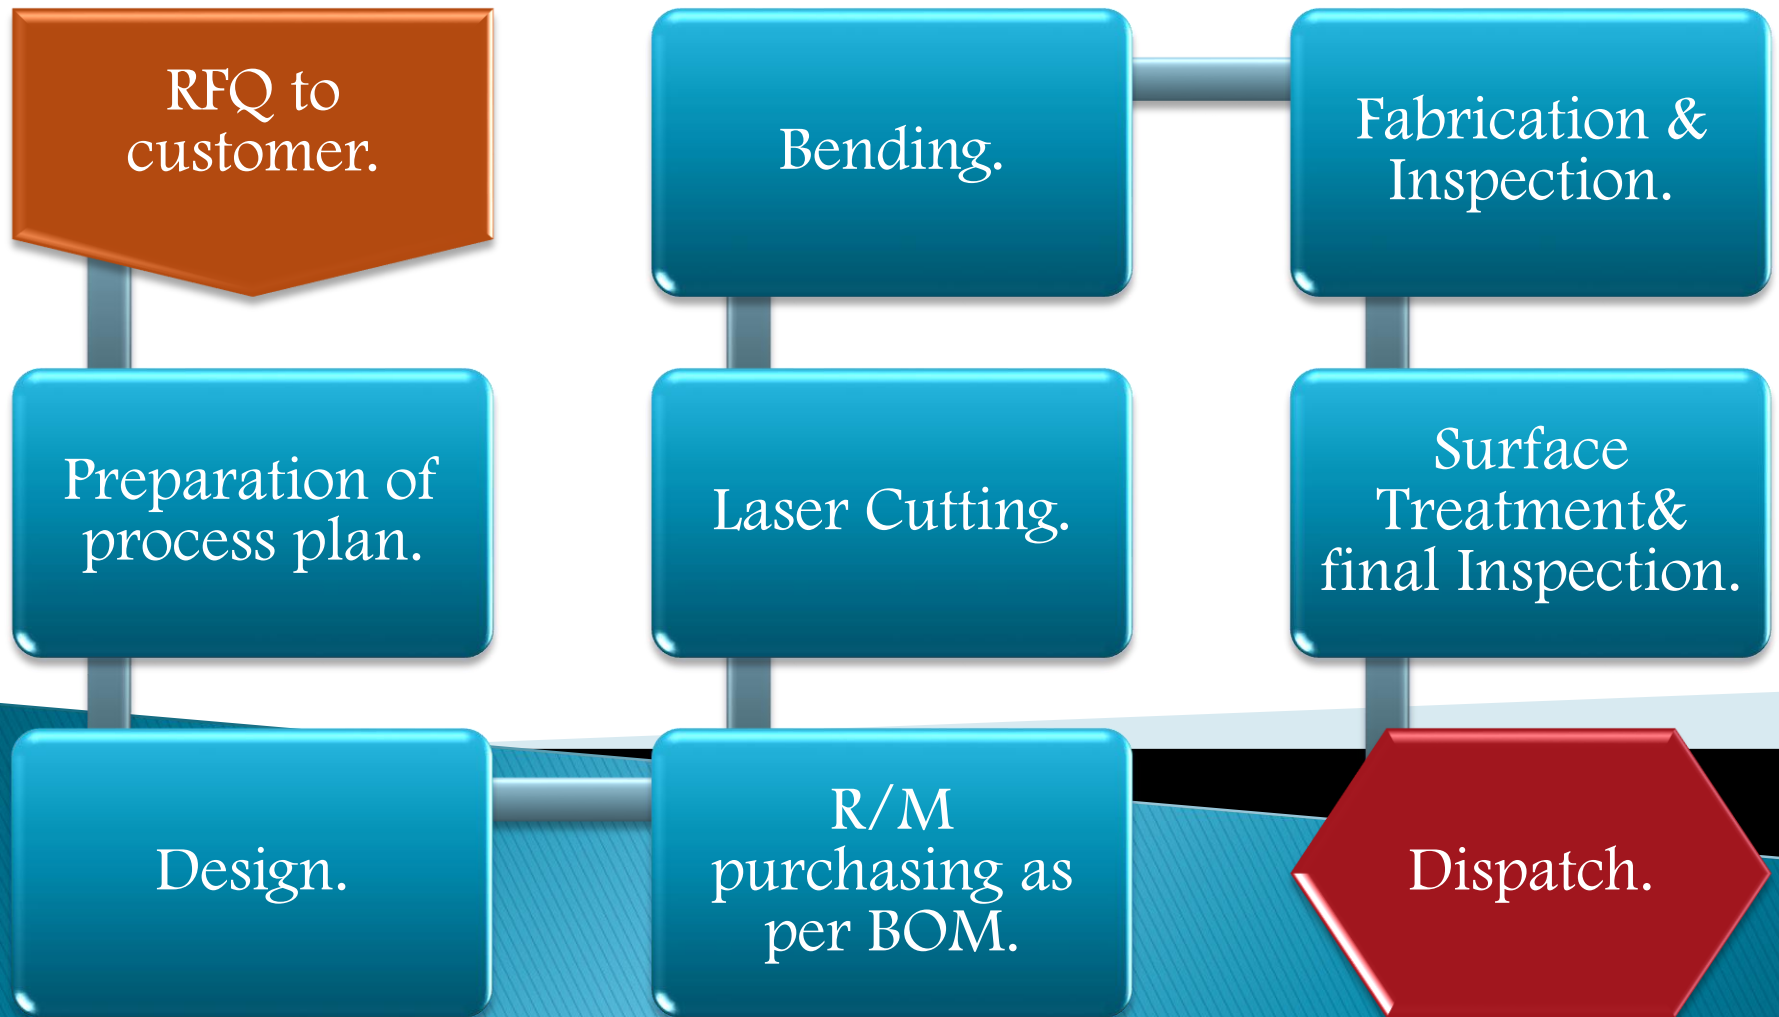 RFQ to
customer.
Preparation of
process plan.
Design.
R/M
purchasing as
per BOM.
Laser Cutting.
Bending.
Fabrication &
Inspection.
Surface
Treatment&
final Inspection.
Dispatch.